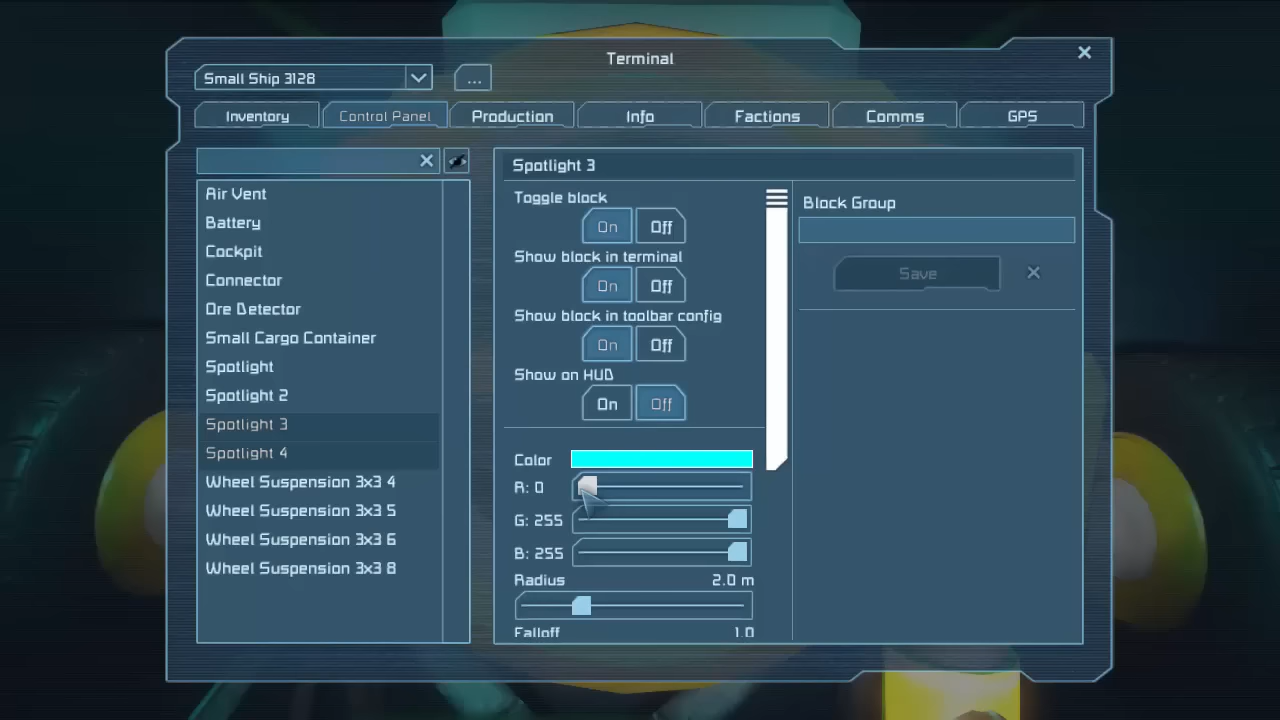 Terminal
Small Ship 3128
...
Inventory
Control Panel
Production
Info
Factions
Comms
GPS
Air Vent
Battery
Cockpit
Connector
Ore Detector
Small Cargo Container
Spotlight
Spotlight 2
Spotlight 3
Spotlight 4
Wheel Suspension 3x3 4
Wheel Suspension 3x3 5
Wheel Suspension 3x3 6
Wheel Suspension 3x3 8
Spotlight 3
Toggle block
On Off
Show block in terminal
On Off
Show block in toolbar config
On Off
Show on HUD
On Off
Color
R: 0
G: 255
B: 255
Radius 2.0 m
Falloff 1.0
Block Group
Save